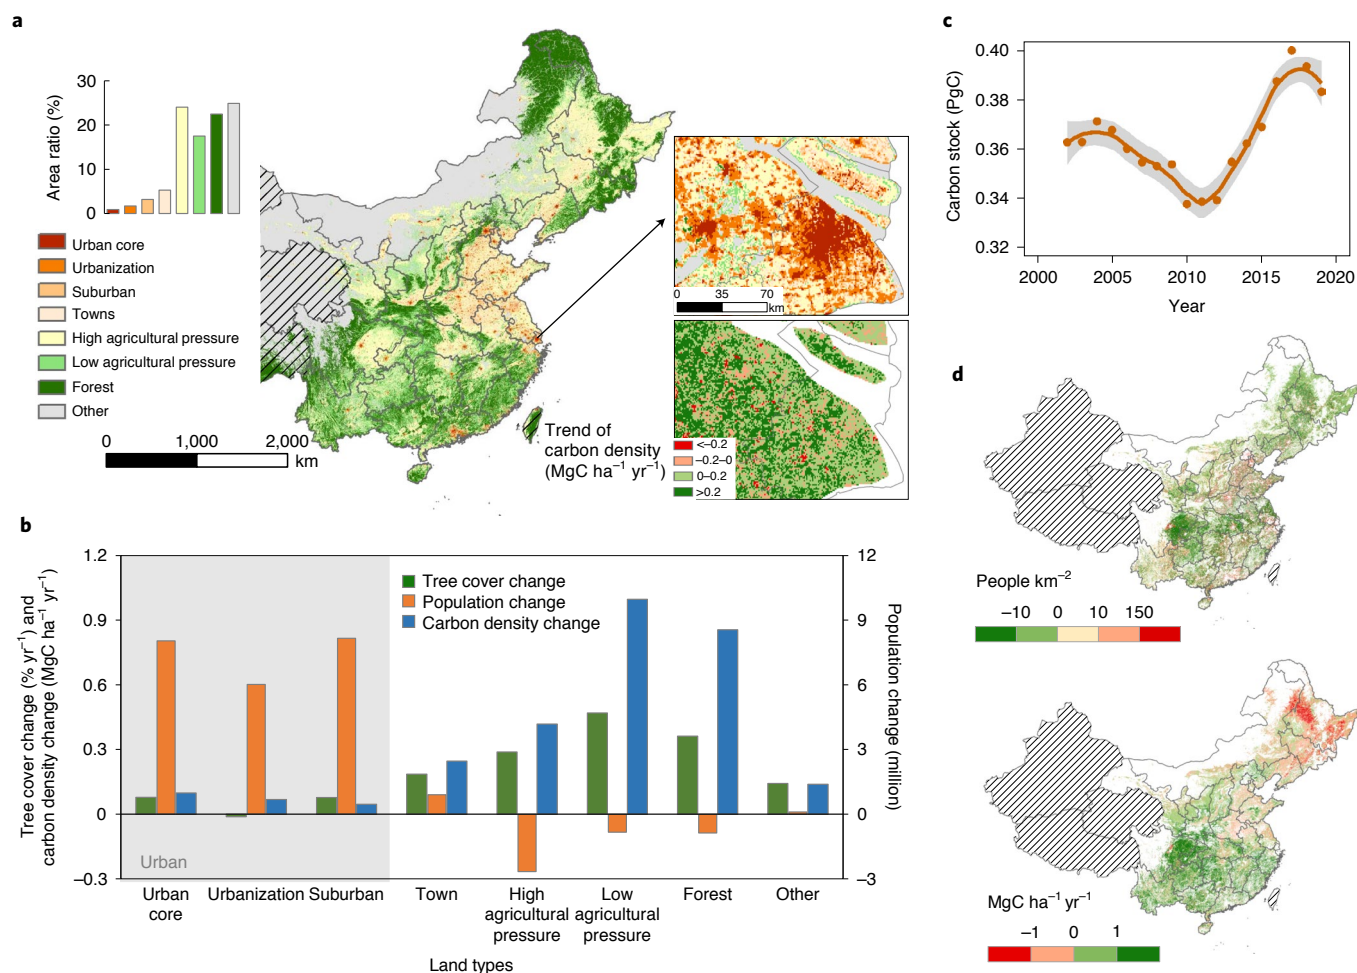 a
Area ratio (%)
30
20
10
0
Urban core
Urbanization
Suburban
Towns
High agricultural pressure
Low agricultural pressure
Forest
Other
0 1,000 2,000
km
0 35 70
km
Trend of
carbon density
(MgC ha⁻¹ yr⁻¹)
<–0.2
–0.2–0
0–0.2
>0.2
b
Tree cover change (% yr⁻¹) and
carbon density change (MgC ha⁻¹ yr⁻¹)
1.2
0.9
0.6
0.3
0
–0.3
Tree cover change
Population change
Carbon density change
Urban
12
9
6
3
0
–3
Population change (million)
Urban
core
Urbanization
Suburban
Town
High
agricultural
pressure
Low
agricultural
pressure
Forest
Other
Land types
c
Carbon stock (PgC)
0.40
0.38
0.36
0.34
0.32
2000 2005 2010 2015 2020
Year
d
People km⁻²
–10 0 10 150
MgC ha⁻¹ yr⁻¹
–1 0 1